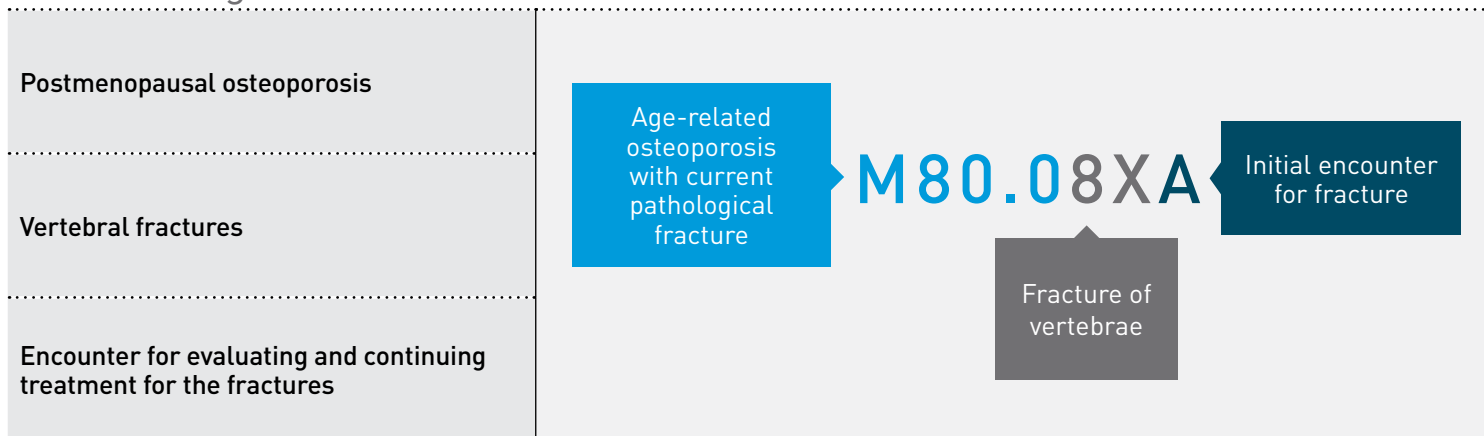 Postmenopausal osteoporosis
Vertebral fractures
Encounter for evaluating and continuing
treatment for the fractures
Age-related
osteoporosis
with current
pathological
fracture
M80.08XA
Initial encounter
for fracture
Fracture of
vertebrae